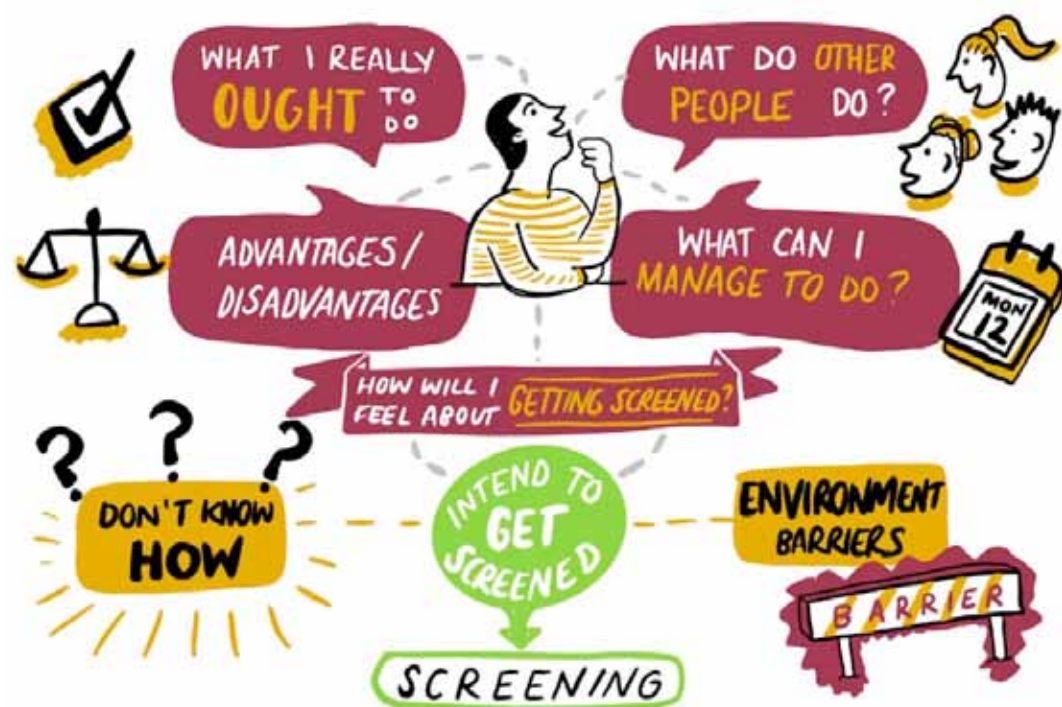 WHAT I REALLY
OUGHT TO DO
WHAT DO OTHER
PEOPLE DO?
ADVANTAGES/
DISADVANTAGES
WHAT CAN I
MANAGE TO DO?
MON
12
HOW WILL I
FEEL ABOUT GETTING SCREENED?
? ? ?
DON'T KNOW
HOW
INTEND TO
GET
SCREENED
ENVIRONMENT
BARRIERS
BARRIER
SCREENING